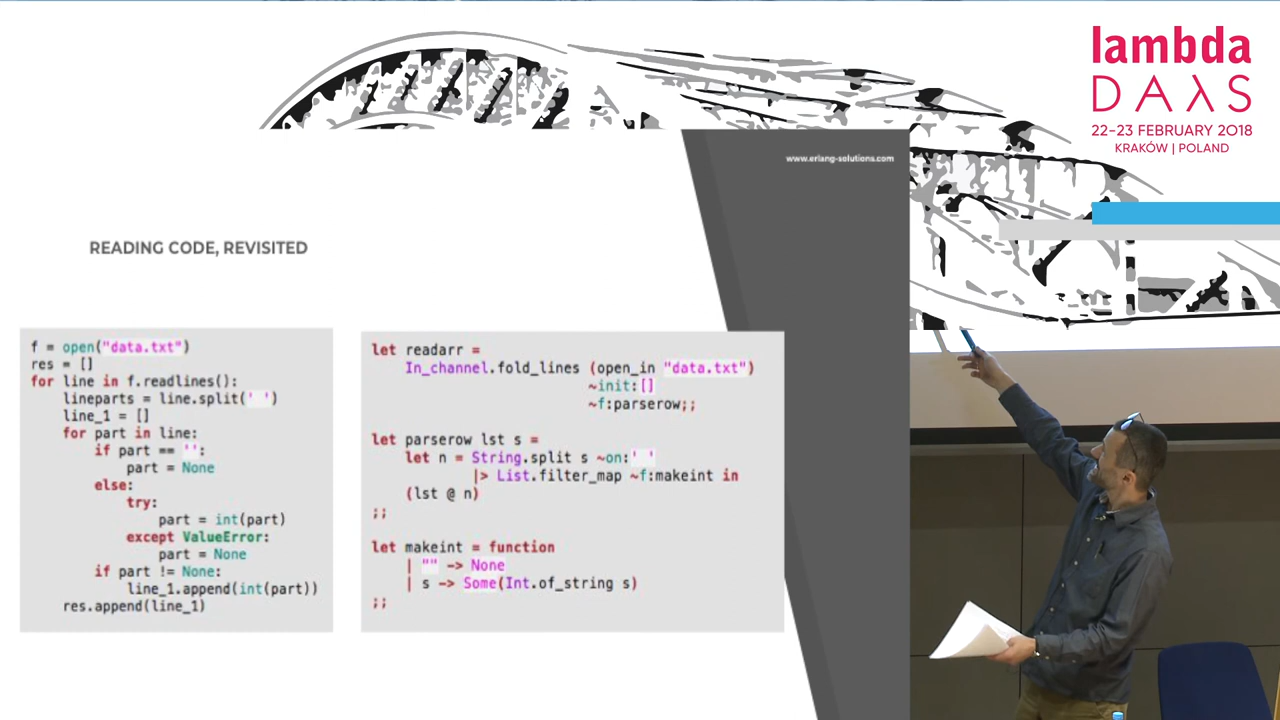 lambda
DAYS
22-23 FEBRUARY 2018
KRAKÓW | POLAND
www.erlang-solutions.com
READING CODE, REVISITED
f = open("data.txt")
res = []
for line in f.readlines():
    lineparts = line.split(' ')
    line_1 = []
    for part in line:
        if part == '':
            part = None
        else:
            try:
                part = int(part)
            except ValueError:
                part = None
        if part != None:
            line_1.append(int(part))
    res.append(line_1)
let readarr =
    In_channel.fold_lines (open_in "data.txt")
                          ~init:[]
                          ~f:parserow;;
let parserow lst s =
    let n = String.split s ~on:' '
            |> List.filter_map ~f:makeint in
    (lst @ n)
;;
let makeint = function
    | "" -> None
    | s -> Some(Int.of_string s)
;;